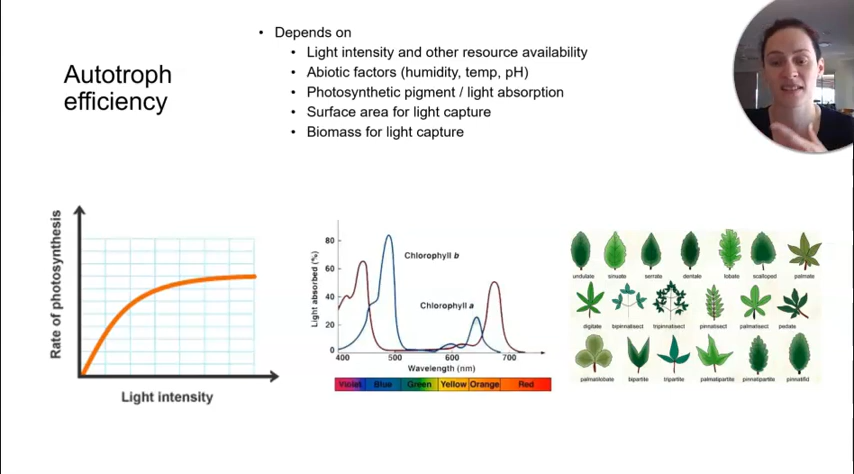 Autotroph
efficiency
• Depends on
• Light intensity and other resource availability
• Abiotic factors (humidity, temp, pH)
• Photosynthetic pigment / light absorption
• Surface area for light capture
• Biomass for light capture
Rate of photosynthesis
Light intensity
Light absorbed (%)
80
60
40
20
0
Chlorophyll b
Chlorophyll a
400 500 600 700
Wavelength (nm)
Violet Blue Green Yellow Orange Red
undulate sinuate serrate dentate lobate scalloped palmate
digitate bipinnatisect tripinnatisect pinnatisect palmatisect pedate
palmatilobate bipartite tripartite palmatipartite pinnatipartite pinnatifid